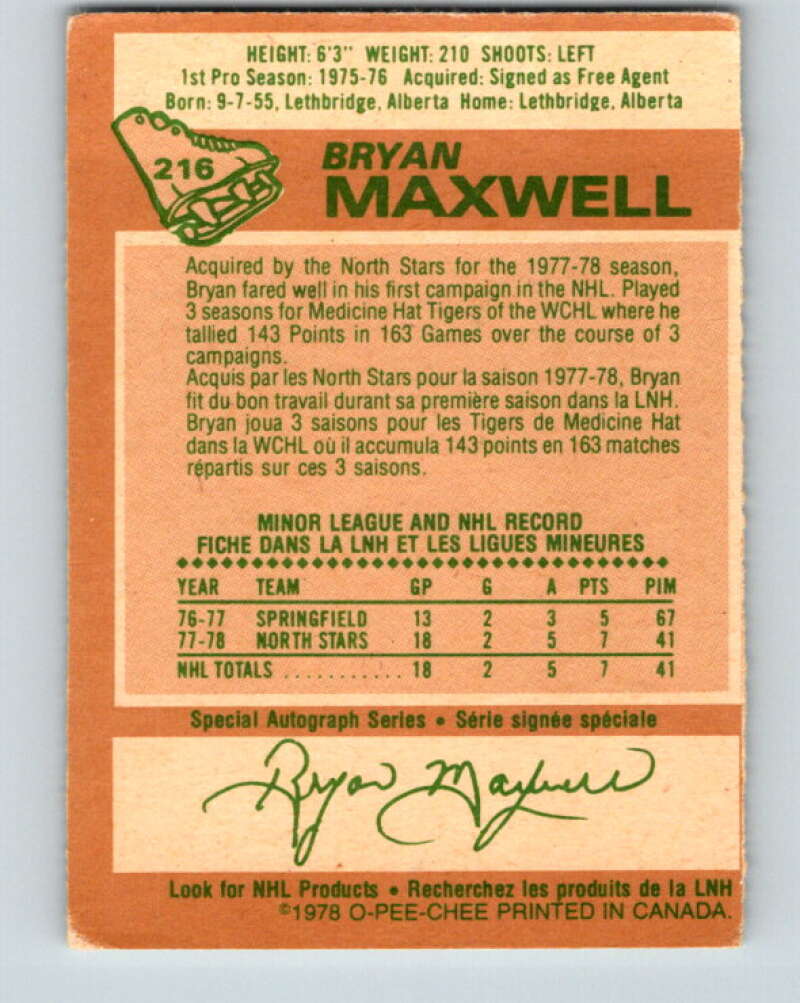 HEIGHT: 6'3" WEIGHT: 210 SHOOTS: LEFT
1st Pro Season: 1975-76 Acquired: Signed as Free Agent
Born: 9-7-55, Lethbridge, Alberta Home: Lethbridge, Alberta
216
BRYAN
MAXWELL
Acquired by the North Stars for the 1977-78 season,
Bryan fared well in his first campaign in the NHL. Played
3 seasons for Medicine Hat Tigers of the WCHL where he
tallied 143 Points in 163 Games over the course of 3
campaigns.
Acquis par les North Stars pour la saison 1977-78, Bryan
fit du bon travail durant sa première saison dans la LNH.
Bryan joua 3 saisons pour les Tigers de Medicine Hat
dans la WCHL où il accumula 143 points en 163 matches
répartis sur ces 3 saisons.
MINOR LEAGUE AND NHL RECORD
FICHE DANS LA LNH ET LES LIGUES MINEURES
YEAR TEAM GP G A PTS PIM
76-77 SPRINGFIELD 13 2 3 5 67
77-78 NORTH STARS 18 2 5 7 41
NHL TOTALS ........... 18 2 5 7 41
Special Autograph Series • Série signée spéciale
Bryan Maxwell
Look for NHL Products • Recherchez les produits de la LNH
©1978 O-PEE-CHEE PRINTED IN CANADA.